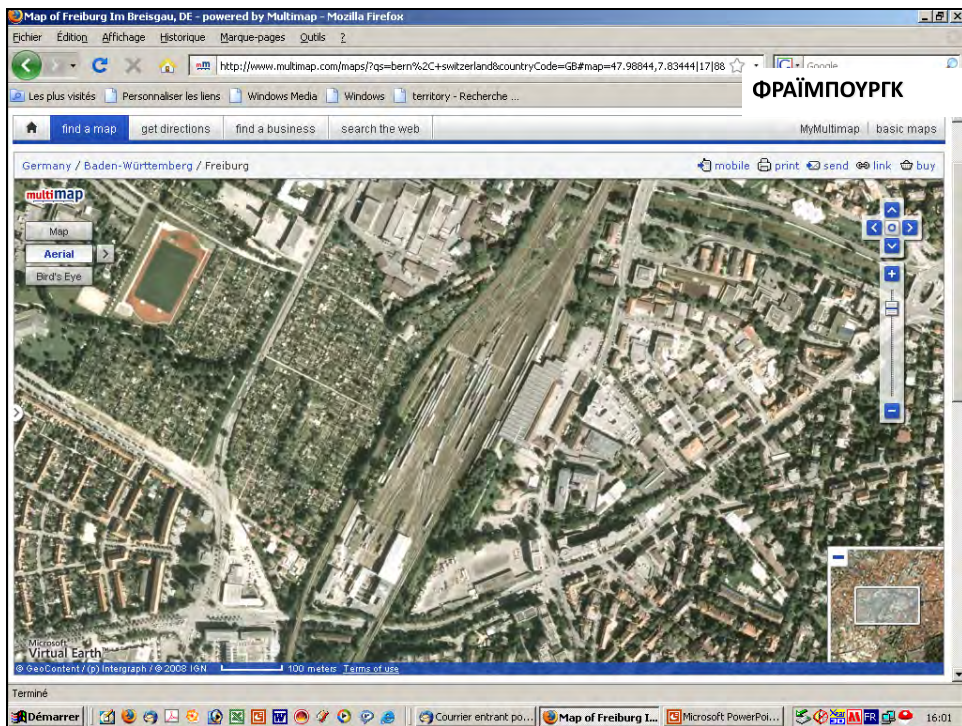 Map of Freiburg Im Breisgau, DE - powered by Multimap - Mozilla Firefox
Fichier Édition Affichage Historique Marque-pages Outils ?
http://www.multimap.com/maps/?qs=bern%2C+switzerland&countryCode=GB#map=47.98844,7.83444|17|88 Google
ΦΡΑΪΜΠΟΥΡΓΚ
Les plus visités Personnaliser les liens Windows Media Windows territory - Recherche ...
find a map get directions find a business search the web MyMultimap basic maps
Germany / Baden-Württemberg / Freiburg mobile print send link buy
multimap
Map
Aerial
Bird's Eye
Microsoft
Virtual Earth
© GeoContent / (p) Intergraph / © 2008 IGN 100 meters Terms of use
Terminé
Démarrer Courrier entrant po... Map of Freiburg I... Microsoft PowerPoi... FR 16:01